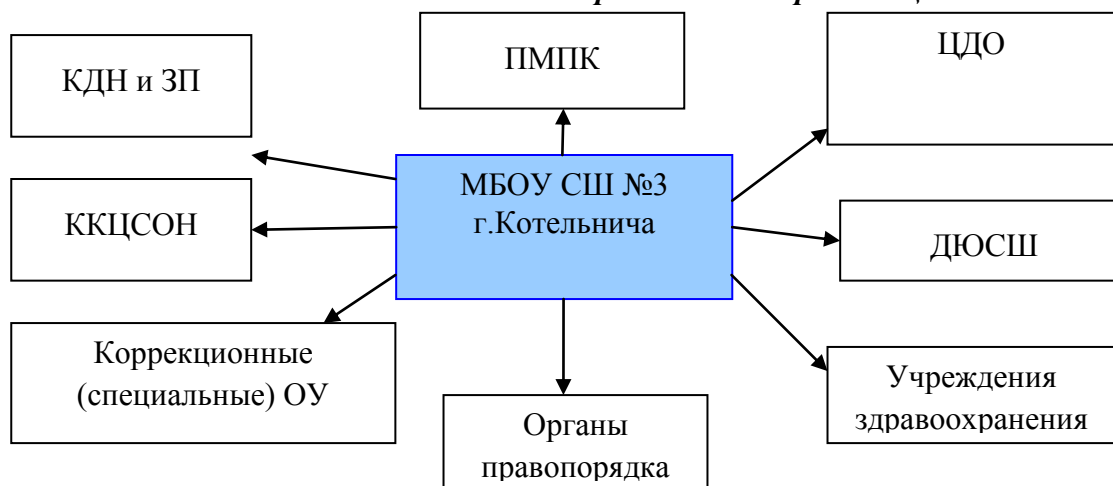 КДН и ЗП
ПМПК
ЦДО
МБОУ СШ №3
г.Котельнича
ККЦСОН
ДЮСШ
Коррекционные
(специальные) ОУ
Органы
правопорядка
Учреждения
здравоохранения